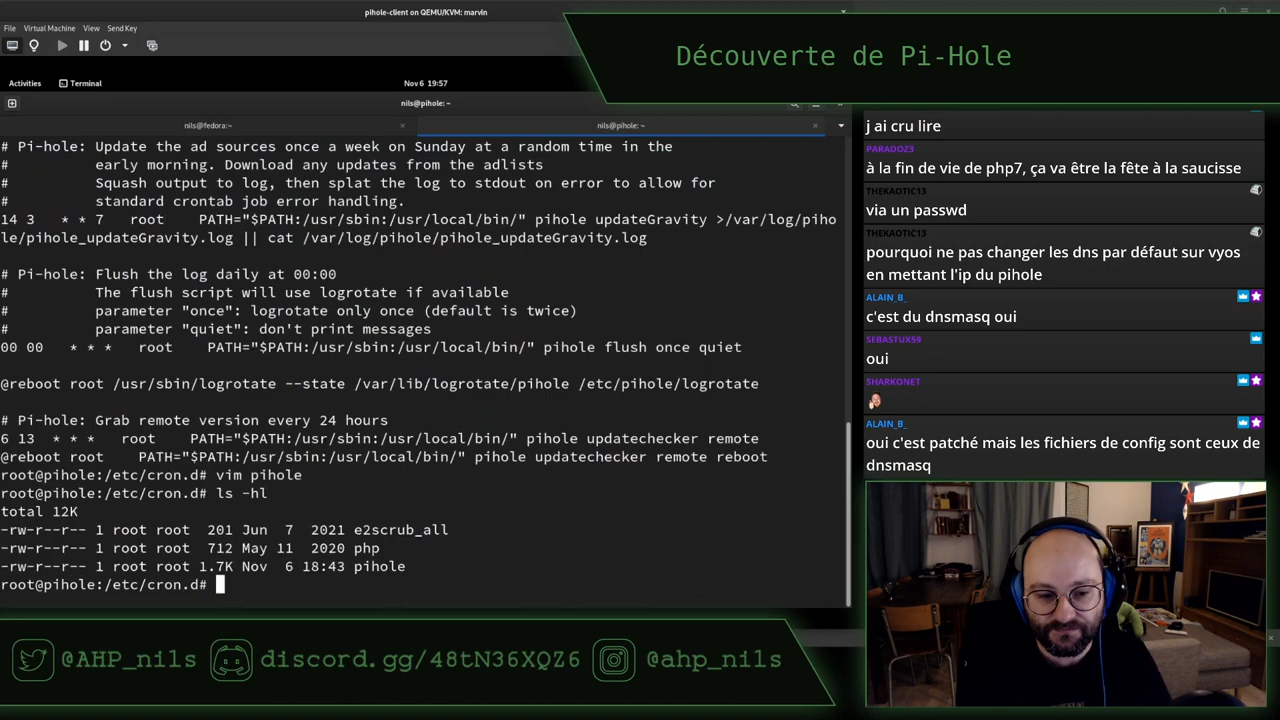 pihole-client on QEMU/KVM: marvin
File Virtual Machine View Send Key
Découverte de Pi-Hole
Activities Terminal Nov 6 19:57
nils@pihole: ~
nils@fedora:~ nils@pihole: ~
# Pi-hole: Update the ad sources once a week on Sunday at a random time in the
# early morning. Download any updates from the adlists
# Squash output to log, then splat the log to stdout on error to allow for
# standard crontab job error handling.
14 3 * * 7 root PATH="$PATH:/usr/sbin:/usr/local/bin/" pihole updateGravity >/var/log/piho
le/pihole_updateGravity.log || cat /var/log/pihole/pihole_updateGravity.log
# Pi-hole: Flush the log daily at 00:00
# The flush script will use logrotate if available
# parameter "once": logrotate only once (default is twice)
# parameter "quiet": don't print messages
00 00 * * * root PATH="$PATH:/usr/sbin:/usr/local/bin/" pihole flush once quiet
@reboot root /usr/sbin/logrotate --state /var/lib/logrotate/pihole /etc/pihole/logrotate
# Pi-hole: Grab remote version every 24 hours
6 13 * * * root PATH="$PATH:/usr/sbin:/usr/local/bin/" pihole updatechecker remote
@reboot root PATH="$PATH:/usr/sbin:/usr/local/bin/" pihole updatechecker remote reboot
root@pihole:/etc/cron.d# vim pihole
root@pihole:/etc/cron.d# ls -hl
total 12K
-rw-r--r-- 1 root root 201 Jun 7 2021 e2scrub_all
-rw-r--r-- 1 root root 712 May 11 2020 php
-rw-r--r-- 1 root root 1.7K Nov 6 18:43 pihole
root@pihole:/etc/cron.d#
j ai cru lire
PARADOZ3
à la fin de vie de php7, ça va être la fête à la saucisse
THEKAOTIC13
via un passwd
THEKAOTIC13
pourquoi ne pas changer les dns par défaut sur vyos
en mettant l'ip du pihole
ALAIN_B_
c'est du dnsmasq oui
SEBASTUX59
oui
SHARKONET
ALAIN_B_
oui c'est patché mais les fichiers de config sont ceux de
dnsmasq
@AHP_nils discord.gg/48tN36XQZ6 @ahp_nils